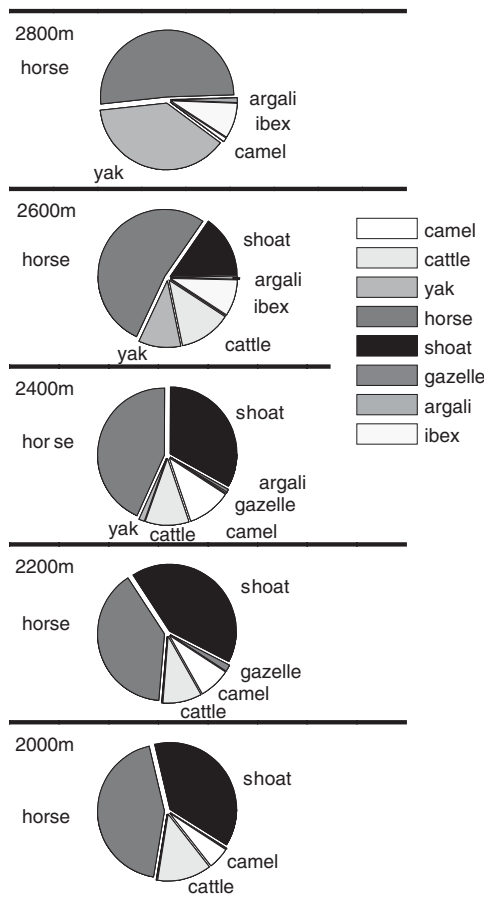 2800m
horse
argali
ibex
camel
yak
2600m
horse
shoat
argali
ibex
cattle
yak
camel
cattle
yak
horse
shoat
gazelle
argali
ibex
2400m
hor se
shoat
argali
gazelle
camel
cattle
yak
2200m
horse
shoat
gazelle
camel
cattle
2000m
horse
shoat
camel
cattle